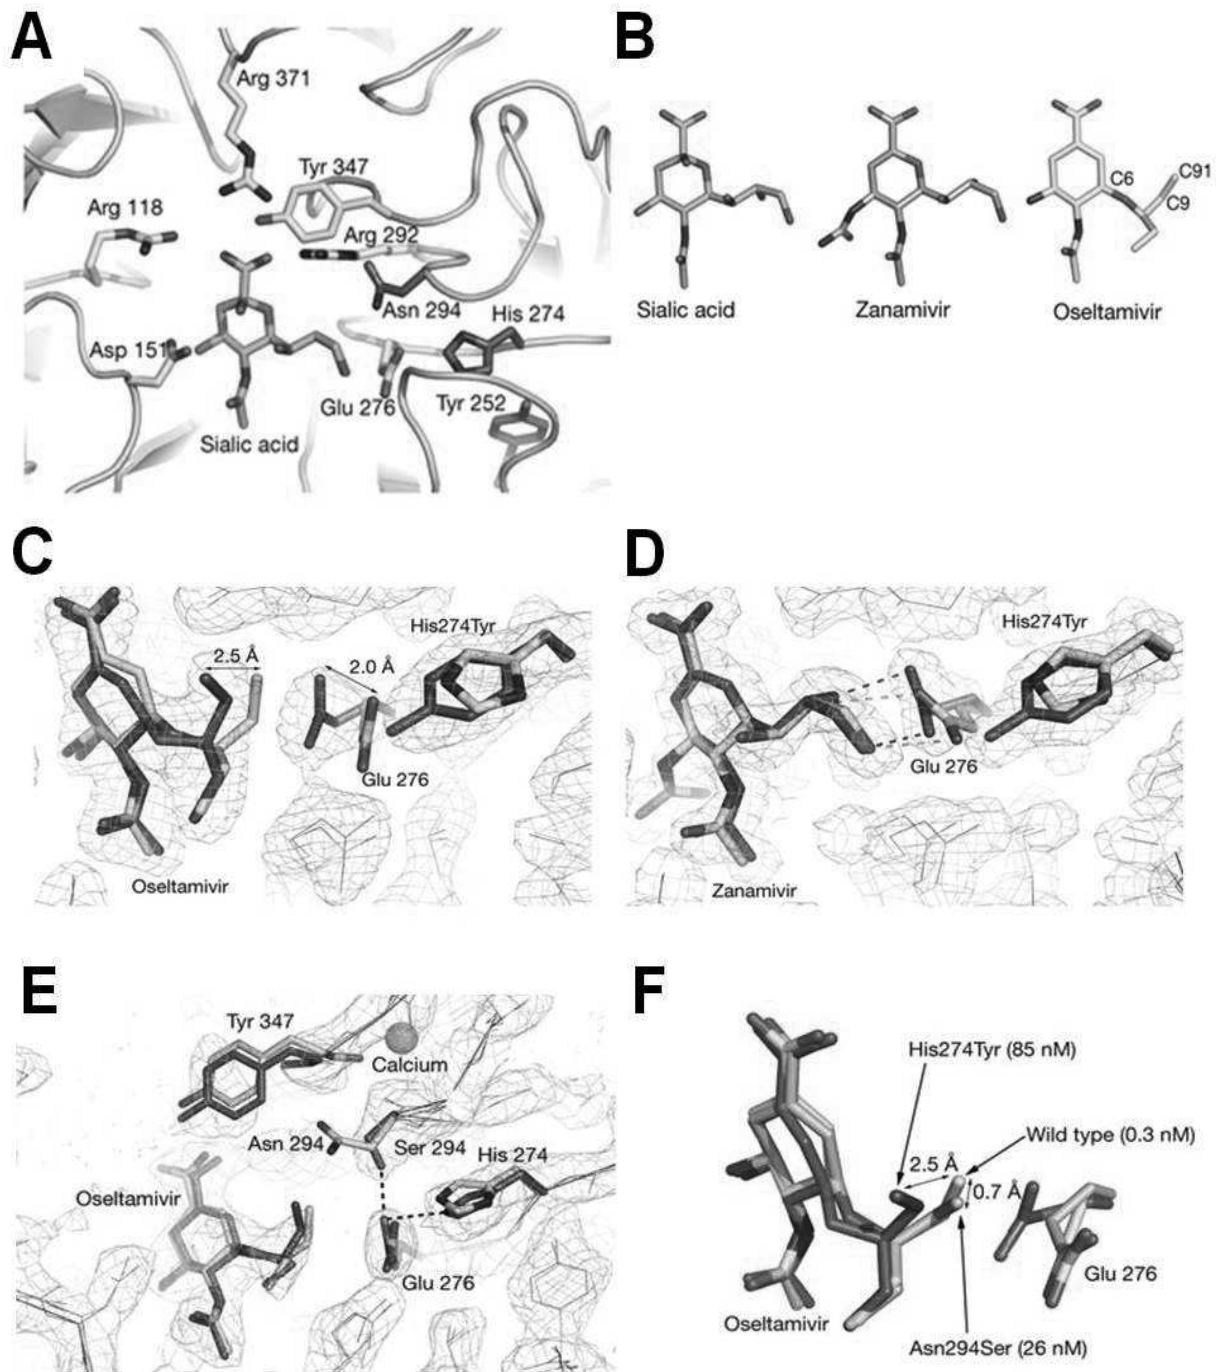 A
Arg 371
Tyr 347
Arg 118
Arg 292
Asn 294
His 274
Asp 151
Glu 276
Tyr 252
Sialic acid
B
C6
C91
C9
Sialic acid
Zanamivir
Oseltamivir
C
His274Tyr
2.5 Å
2.0 Å
Glu 276
Oseltamivir
D
His274Tyr
Glu 276
Zanamivir
E
Tyr 347
Calcium
Asn 294
Ser 294
His 274
Oseltamivir
Glu 276
F
His274Tyr (85 nM)
Wild type (0.3 nM)
2.5 Å
0.7 Å
Glu 276
Oseltamivir
Asn294Ser (26 nM)